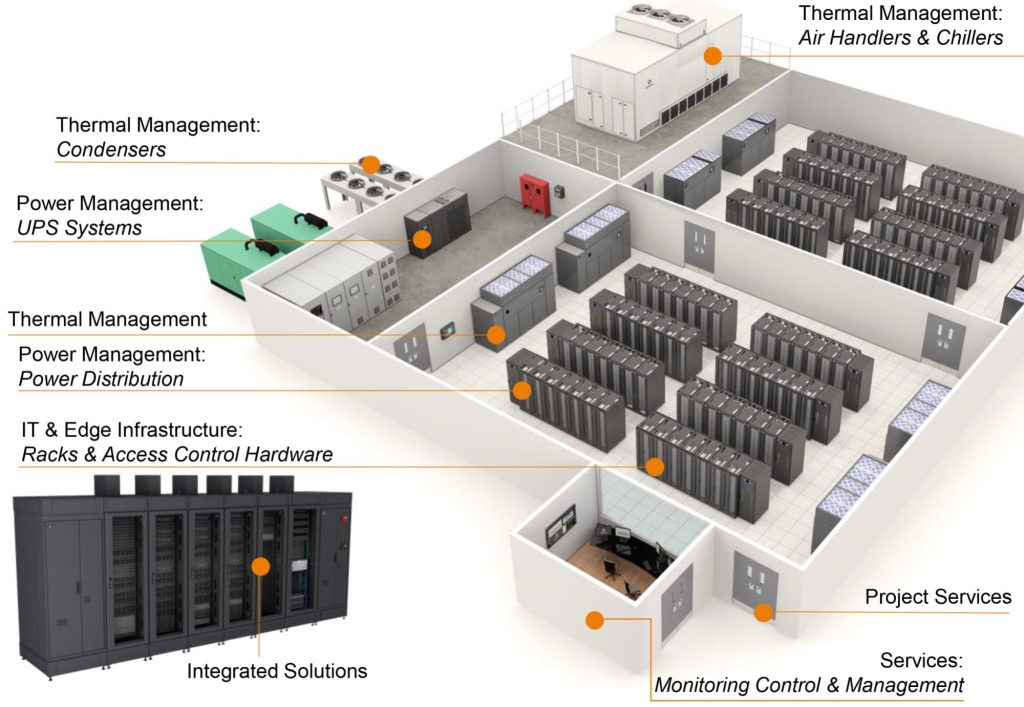 Thermal Management:
Air Handlers & Chillers
Thermal Management:
Condensers
Power Management:
UPS Systems
Thermal Management
Power Management:
Power Distribution
IT & Edge Infrastructure:
Racks & Access Control Hardware
Integrated Solutions
Project Services
Services:
Monitoring Control & Management